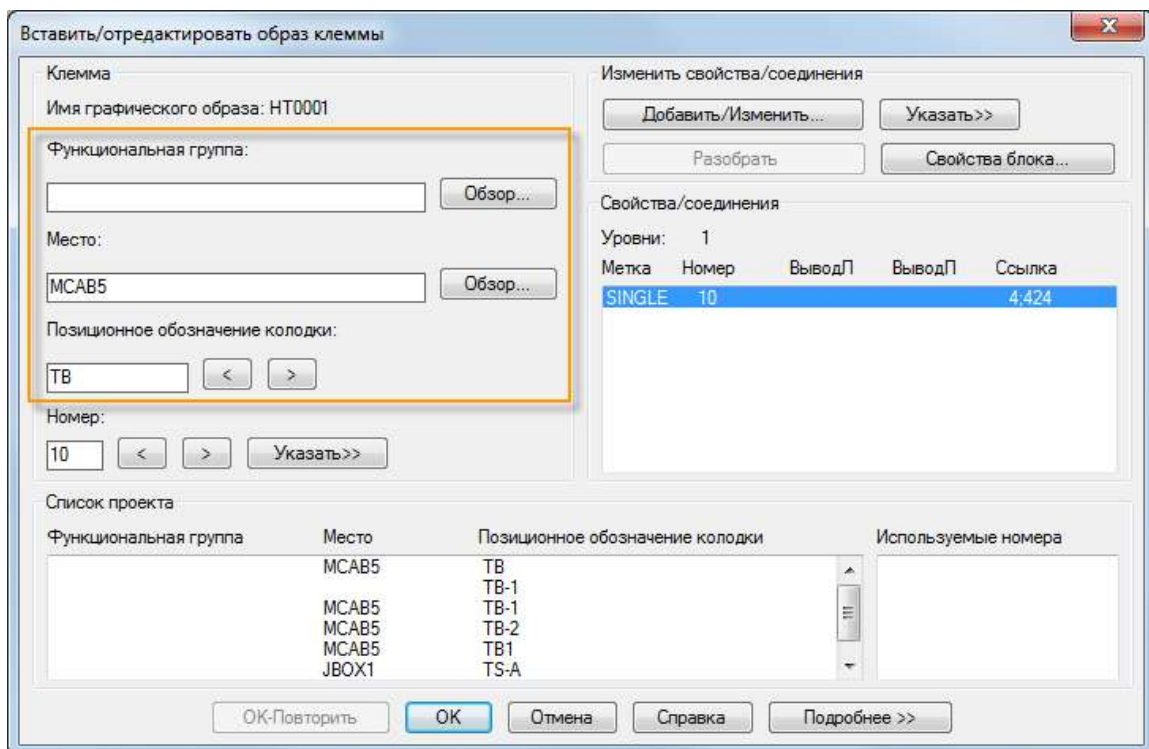 Вставить/отредактировать образ клеммы
Клемма
Имя графического образа: HT0001
Функциональная группа:
Обзор...
Место:
MCAB5
Обзор...
Позиционное обозначение колодки:
TB < >
Номер:
10 < > Указать>>
Изменить свойства/соединения
Добавить/Изменить... Указать>>
Разобрать Свойства блока...
Свойства/соединения
Уровни: 1
Метка Номер ВыводП ВыводП Ссылка
SINGLE 10 4;424
Список проекта
Функциональная группа Место Позиционное обозначение колодки Используемые номера
MCAB5 TB
TB-1
MCAB5 TB-1
MCAB5 TB-2
MCAB5 TB1
JBOX1 TS-A
ОК-Повторить OK Отмена Справка Подробнее >>